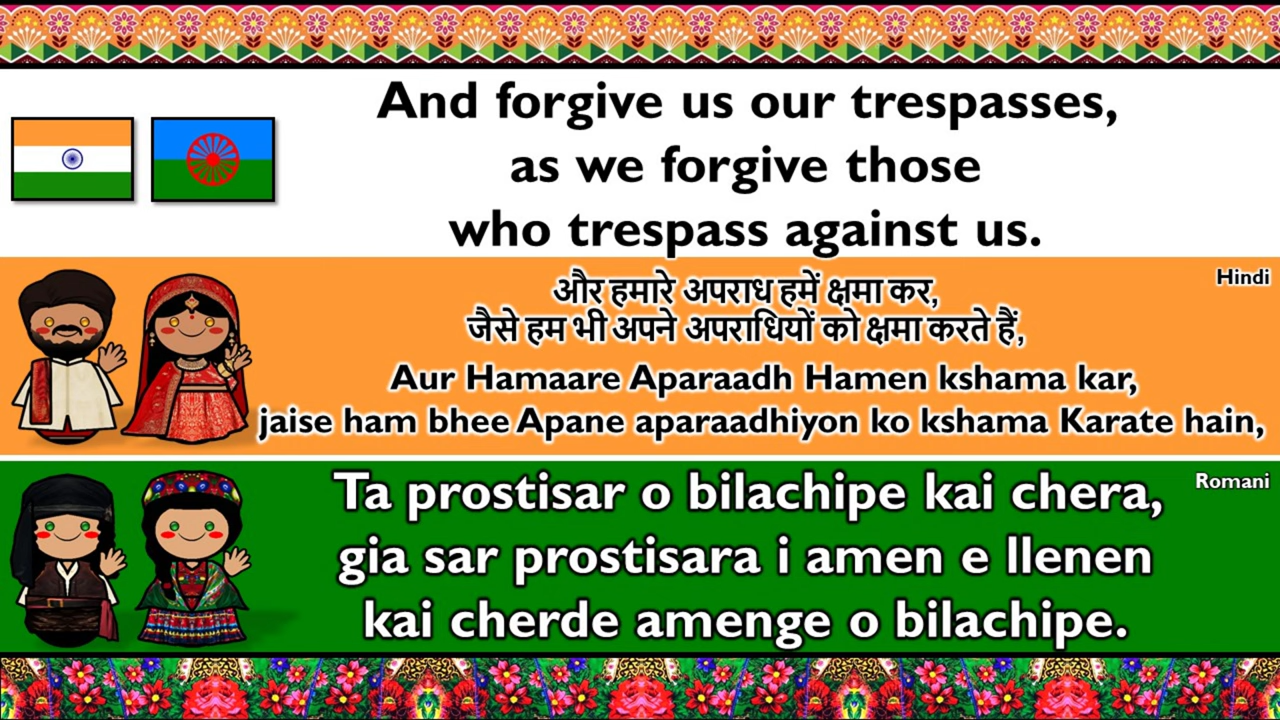 And forgive us our trespasses,
as we forgive those
who trespass against us.
Hindi
और हमारे अपराध हमें क्षमा कर,
जैसे हम भी अपने अपराधियों को क्षमा करते हैं,
Aur Hamaare Aparaadh Hamen kshama kar,
jaise ham bhee Apane aparaadhiyon ko kshama Karate hain,
Romani
Ta prostisar o bilachipe kai chera,
gia sar prostisara i amen e llenen
kai cherde amenge o bilachipe.